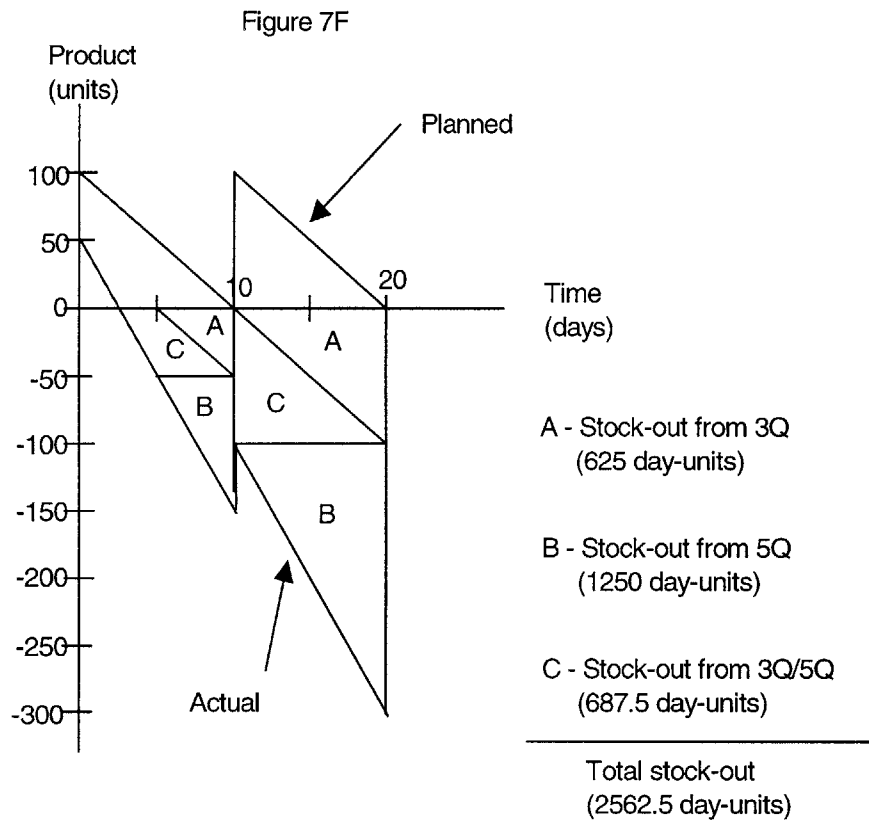 Figure 7F
Product
(units)
Planned
100
50
0
-50
-100
-150
-200
-250
-300
10
20
A
C
B
A
C
B
Actual
Time
(days)
A - Stock-out from 3Q
(625 day-units)
B - Stock-out from 5Q
(1250 day-units)
C - Stock-out from 3Q/5Q
(687.5 day-units)
Total stock-out
(2562.5 day-units)